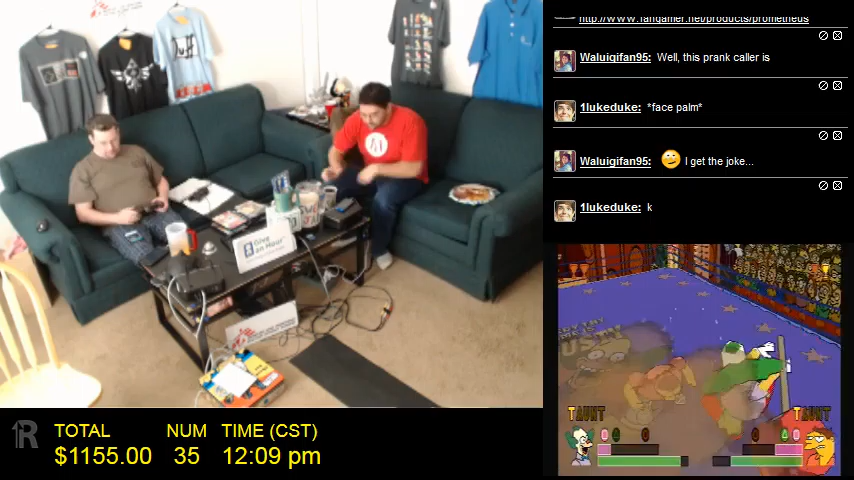 http://www.fangamer.net/products/prometheus
Waluigifan95: Well, this prank caller is
1lukeduke: *face palm*
Waluigifan95: I get the joke...
1lukeduke: k
DUFF
Give
an Hour
TAUNT
TAUNT
TOTAL
NUM
TIME (CST)
$1155.00
35
12:09 pm